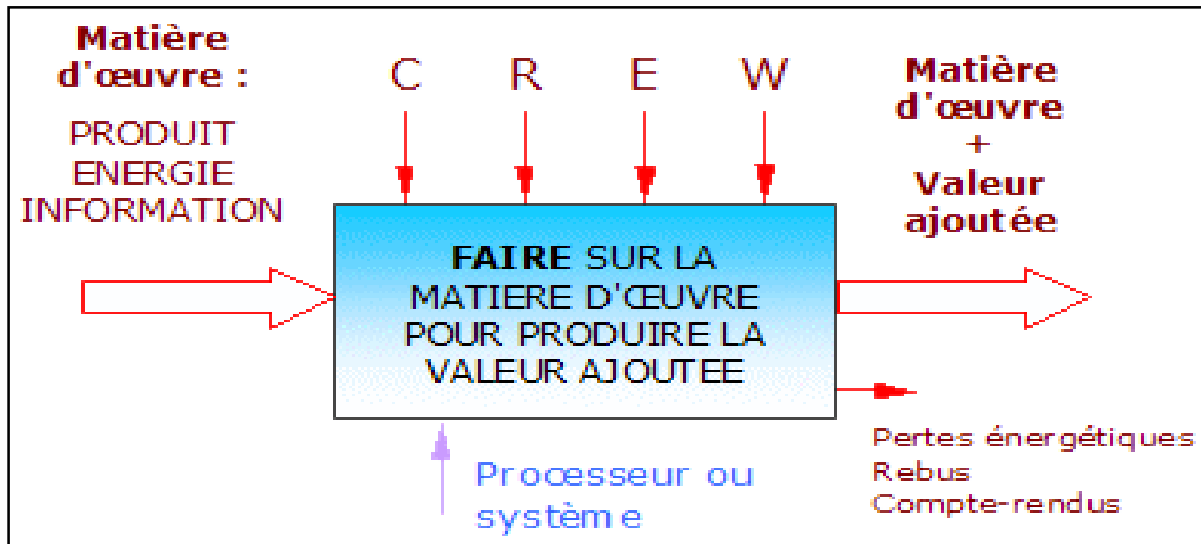 Matière
d'œuvre :
PRODUIT
ENERGIE
INFORMATION
C R E W
Matière
d'œuvre
+
Valeur
ajoutée
FAIRE SUR LA
MATIERE D'ŒUVRE
POUR PRODUIRE LA
VALEUR AJOUTEE
Processeur ou
système
Pertes énergétiques
Rebus
Compte-rendus